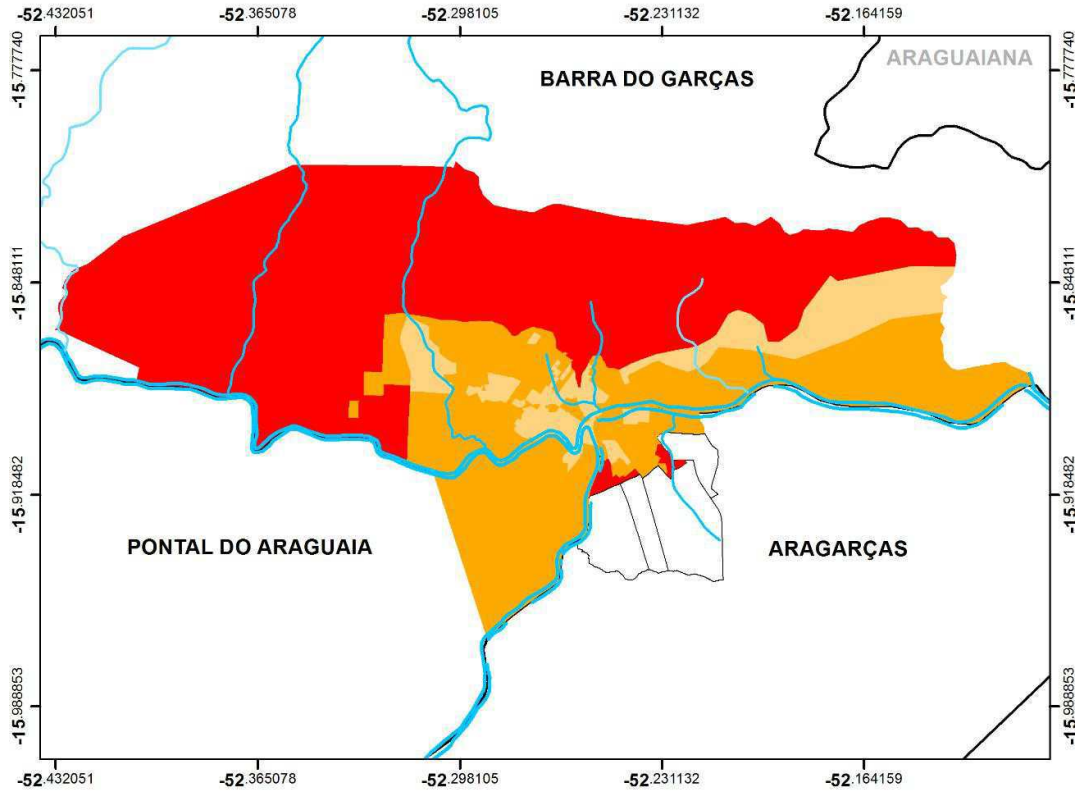 -52.432051 -52.365078 -52.298105 -52.231132 -52.164159
-15.777740 -15.777740
ARAGUAIANA
BARRA DO GARÇAS
-15.848111 -15.848111
-15.918482 -15.918482
PONTAL DO ARAGUAIA ARAGARÇAS
-15.988853 -15.988853
-52.432051 -52.365078 -52.298105 -52.231132 -52.164159